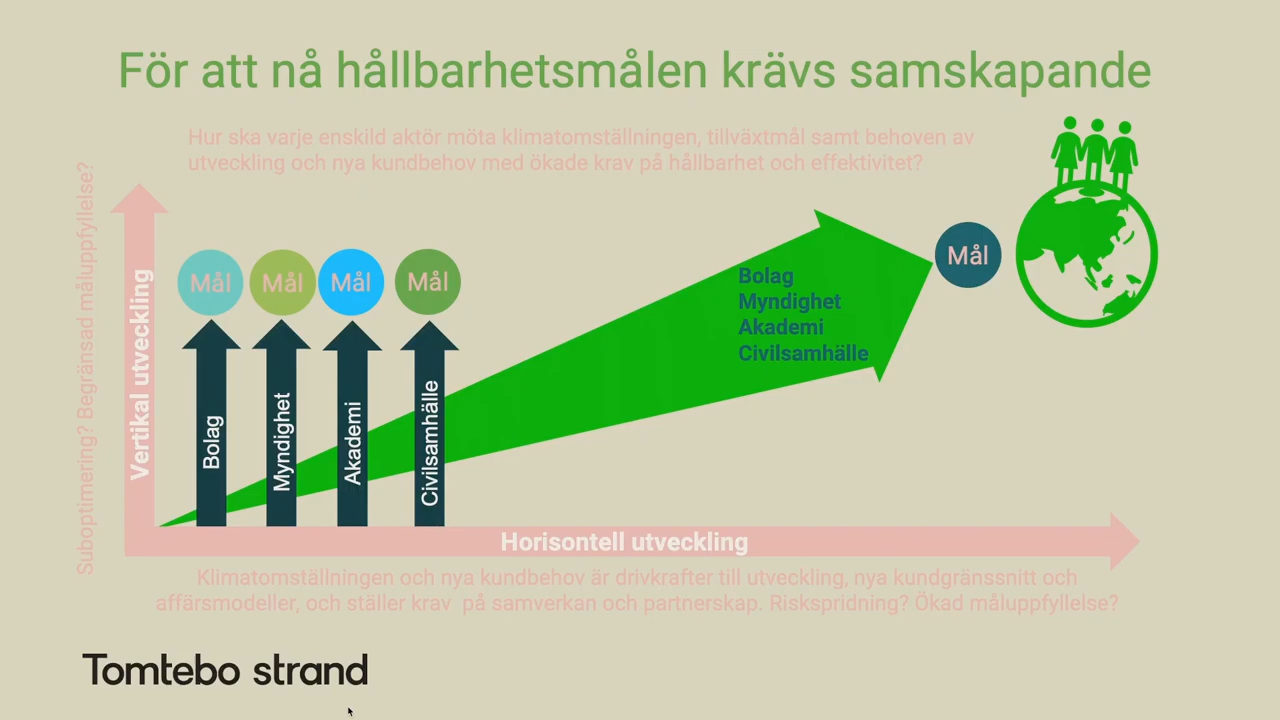 För att nå hållbarhetsmålen krävs samskapande
Hur ska varje enskild aktör möta klimatomställningen, tillväxtmål samt behoven av
utveckling och nya kundbehov med ökade krav på hållbarhet och effektivitet?
Suboptimering? Begränsad måluppfyllelse?
Vertikal utveckling
Mål
Mål
Mål
Mål
Bolag
Myndighet
Akademi
Civilsamhälle
Bolag
Myndighet
Akademi
Civilsamhälle
Mål
Horisontell utveckling
Klimatomställningen och nya kundbehov är drivkrafter till utveckling, nya kundgränssnitt och
affärsmodeller, och ställer krav  på samverkan och partnerskap. Riskspridning? Ökad måluppfyllelse?
Tomtebo strand